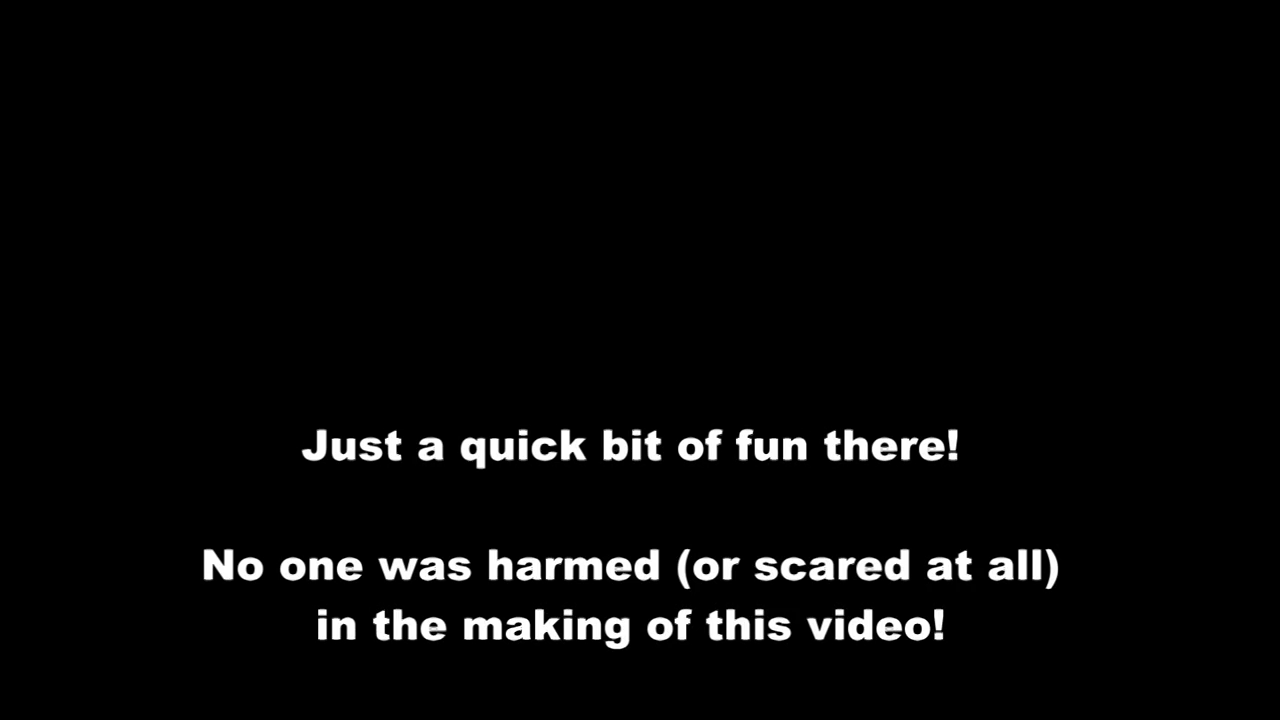 Just a quick bit of fun there!
No one was harmed (or scared at all)
in the making of this video!